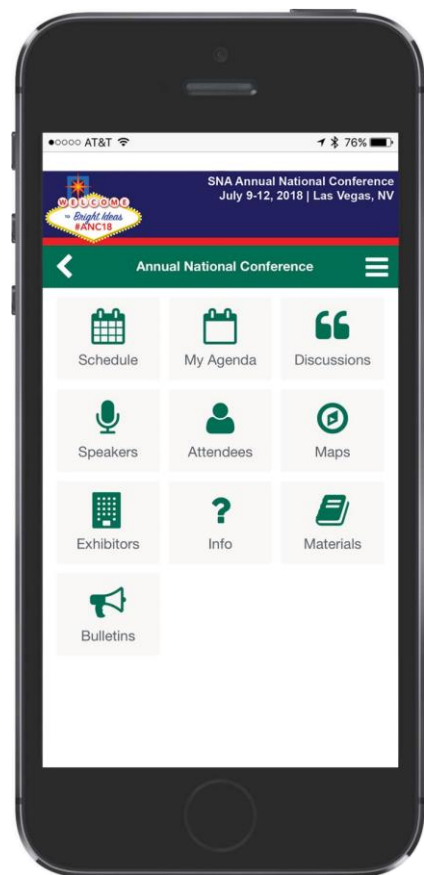 AT&T 76%
SNA Annual National Conference
July 9-12, 2018 | Las Vegas, NV
WELCOME
to Bright Ideas
#ANC18
Annual National Conference
Schedule My Agenda Discussions
Speakers Attendees Maps
Exhibitors Info Materials
Bulletins